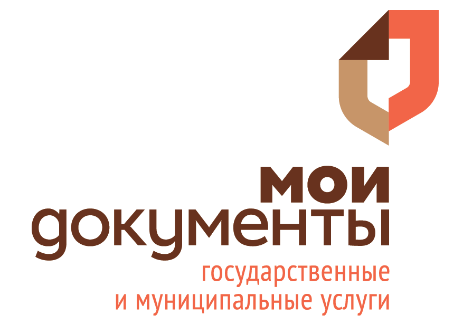 мои
документы
государственные
и муниципальные услуги